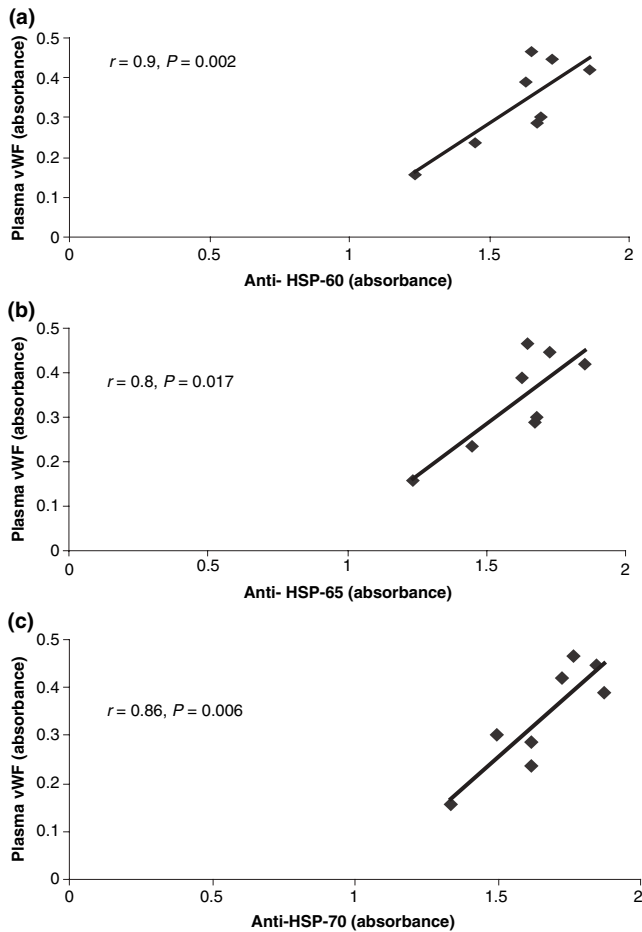 (a)
0.5
0.4
0.3
0.2
0.1
0
Plasma vWF (absorbance)
r = 0.9, P = 0.002
0 0.5 1 1.5 2
Anti- HSP-60 (absorbance)
(b)
0.5
0.4
0.3
0.2
0.1
0
Plasma vWF (absorbance)
r = 0.8, P = 0.017
0 0.5 1 1.5 2
Anti- HSP-65 (absorbance)
(c)
0.5
0.4
0.3
0.2
0.1
0
Plasma vWF (absorbance)
r = 0.86, P = 0.006
0 0.5 1 1.5 2
Anti-HSP-70 (absorbance)